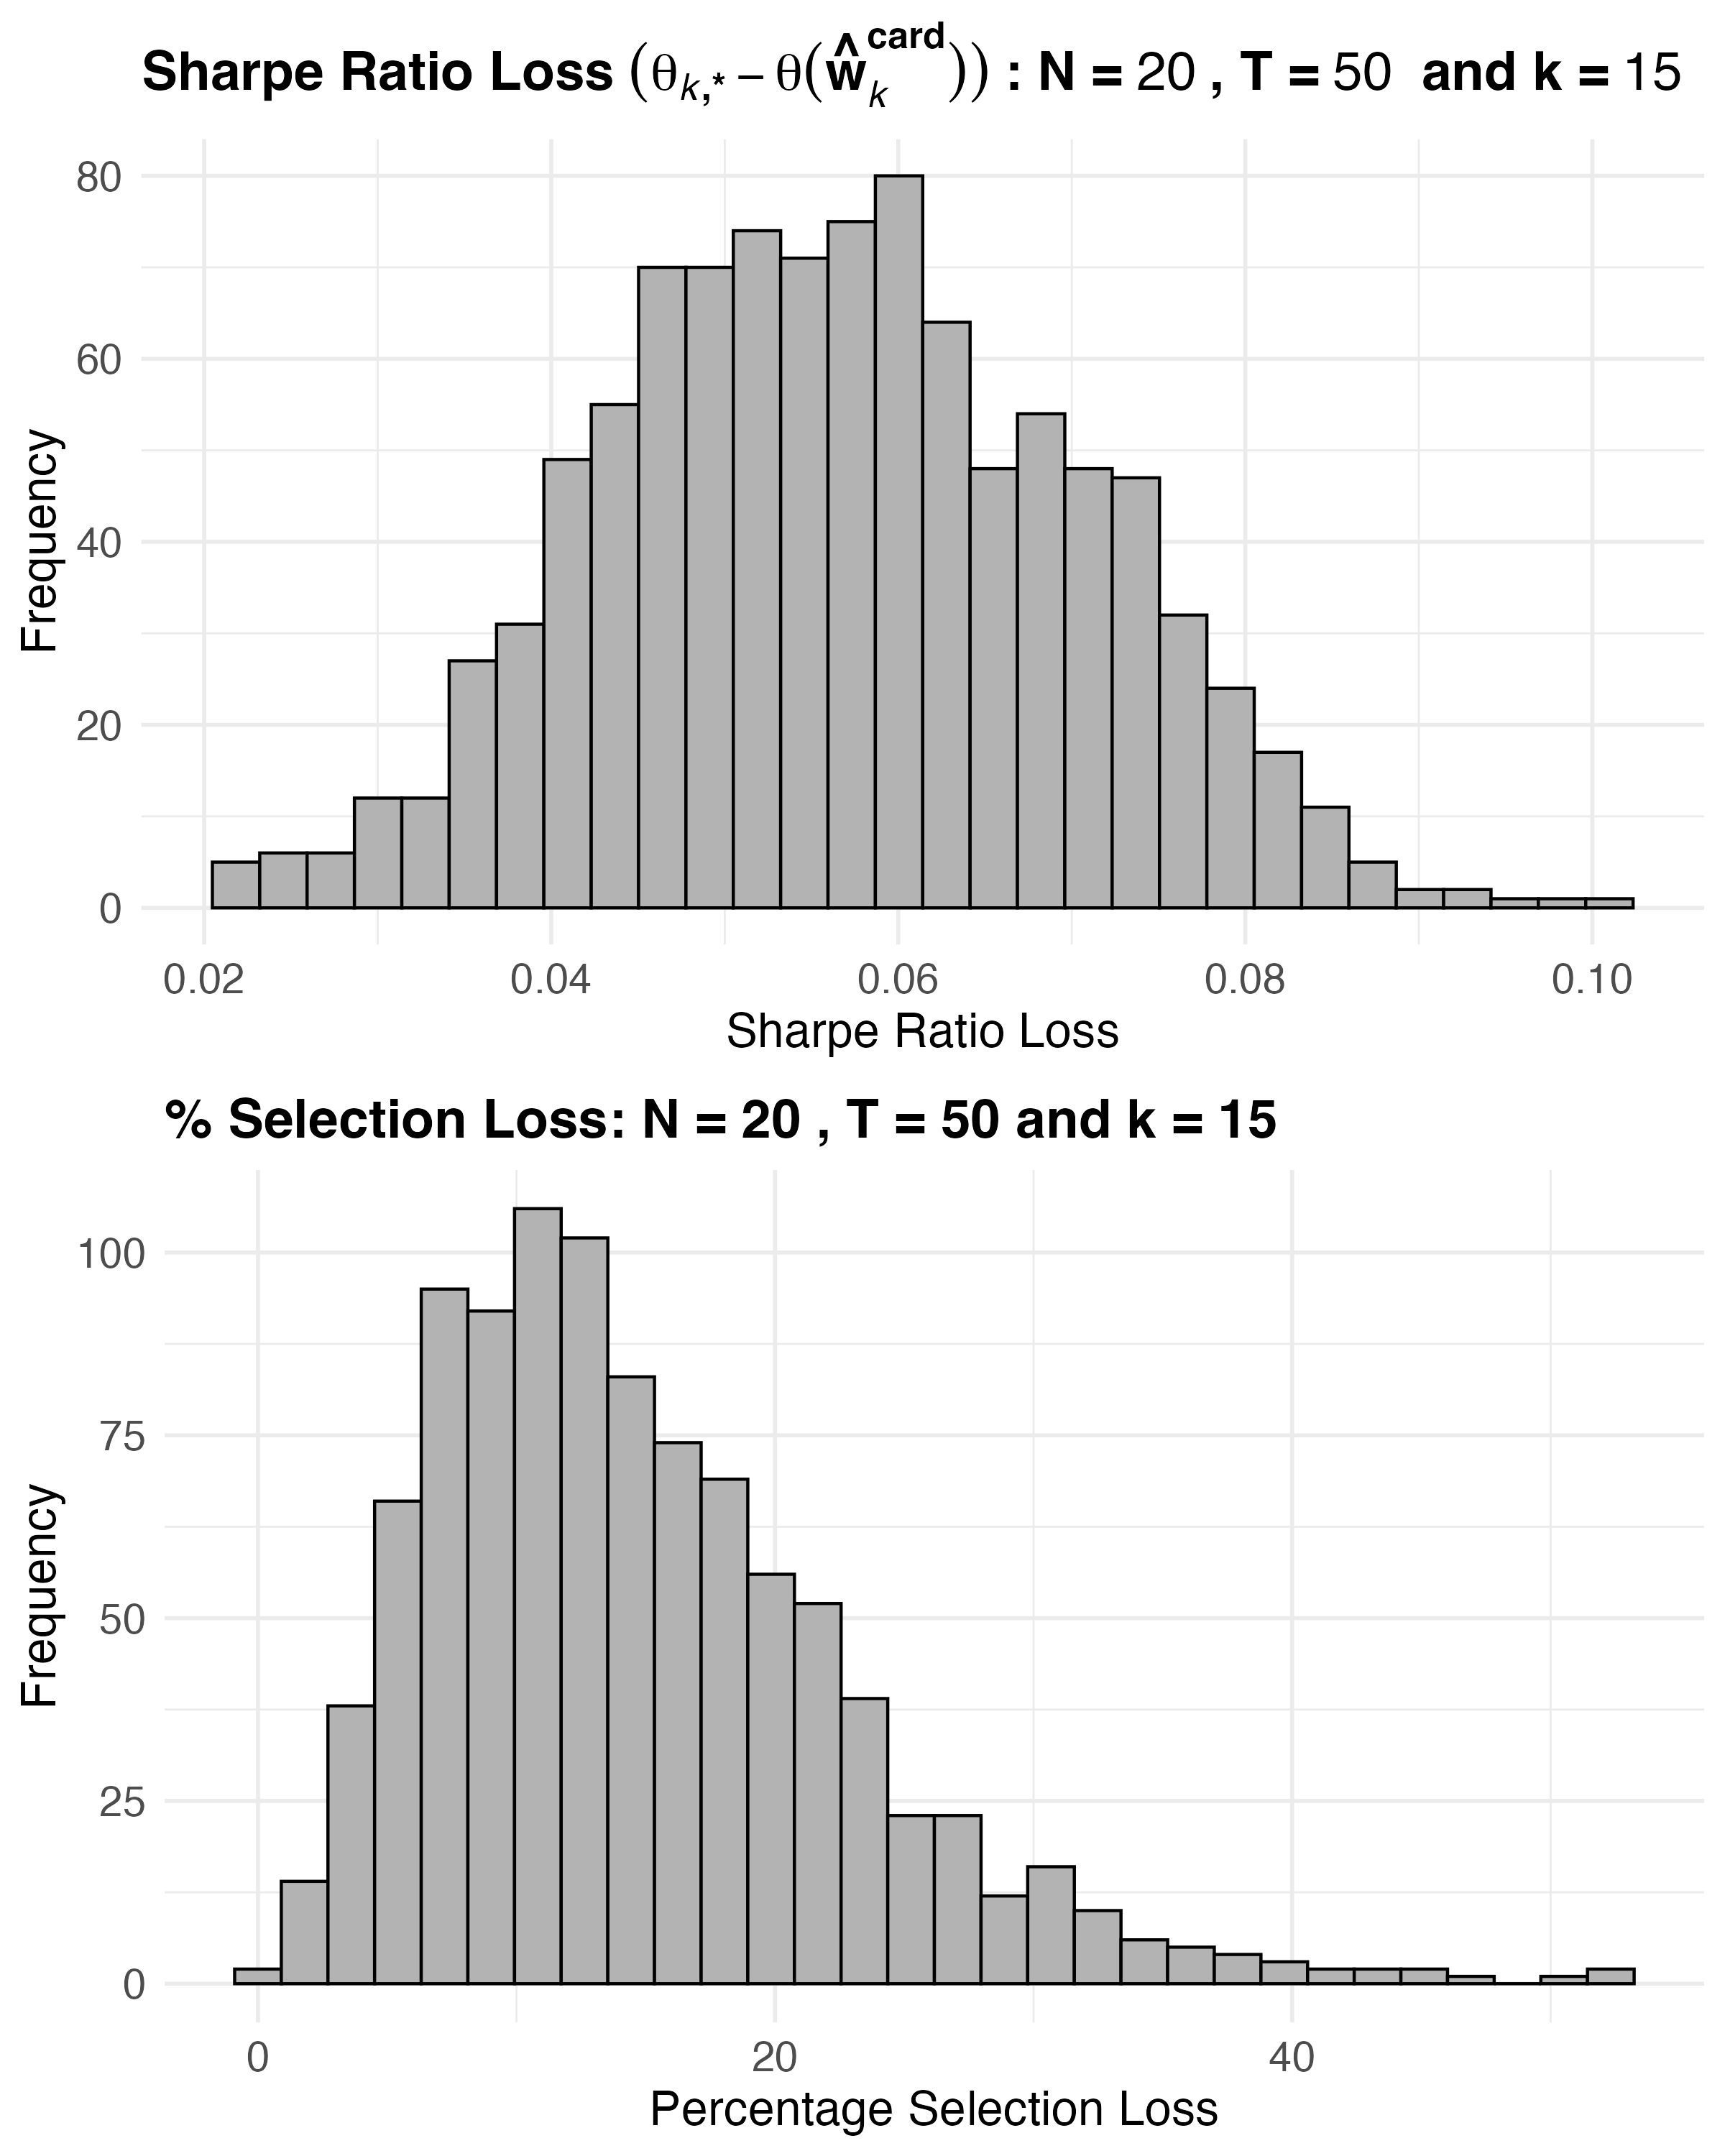 Sharpe Ratio Loss (θk,* – θ(ŵk^card)) : N = 20 , T = 50 and k = 15
80
60
40
20
0
Frequency
0.02 0.04 0.06 0.08 0.10
Sharpe Ratio Loss
% Selection Loss: N = 20 , T = 50 and k = 15
100
75
50
25
0
Frequency
0 20 40
Percentage Selection Loss